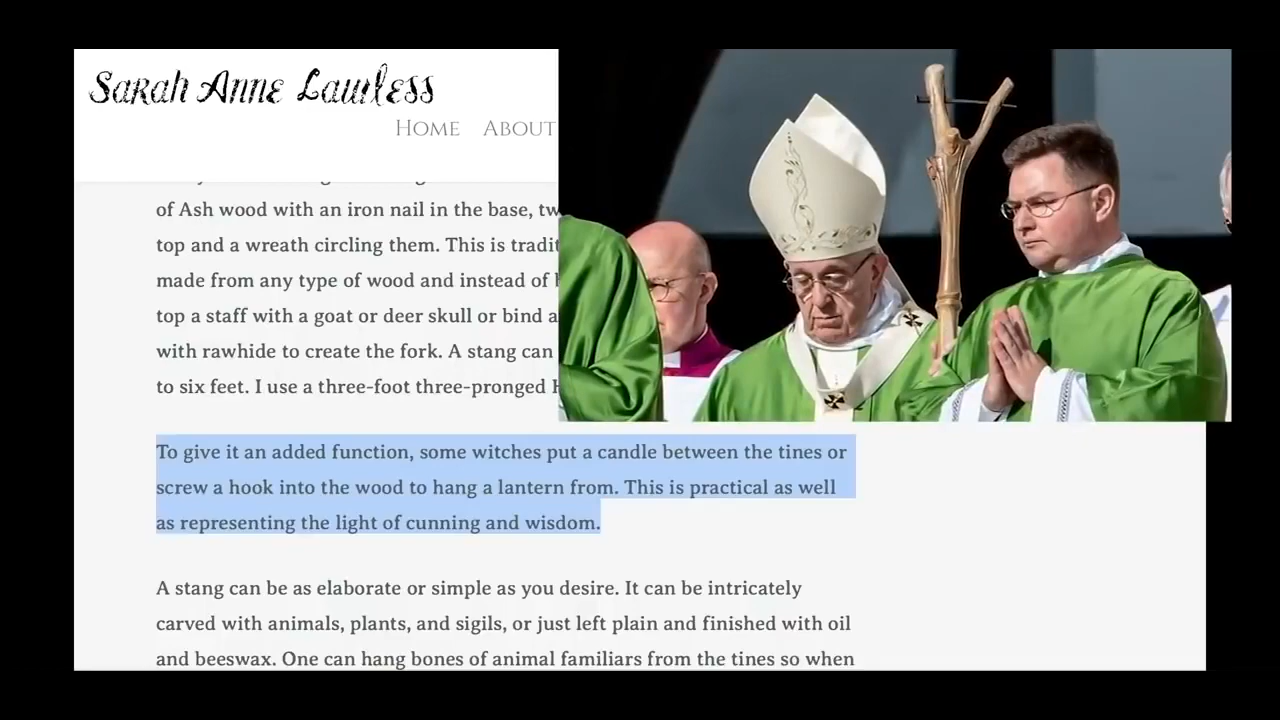 Sarah Anne Lawless
Home About
of Ash wood with an iron nail in the base, tw
top and a wreath circling them. This is tradit
made from any type of wood and instead of
top a staff with a goat or deer skull or bind a
with rawhide to create the fork. A stang can
to six feet. I use a three-foot three-pronged
To give it an added function, some witches put a candle between the tines or
screw a hook into the wood to hang a lantern from. This is practical as well
as representing the light of cunning and wisdom.
A stang can be as elaborate or simple as you desire. It can be intricately
carved with animals, plants, and sigils, or just left plain and finished with oil
and beeswax. One can hang bones of animal familiars from the tines so when